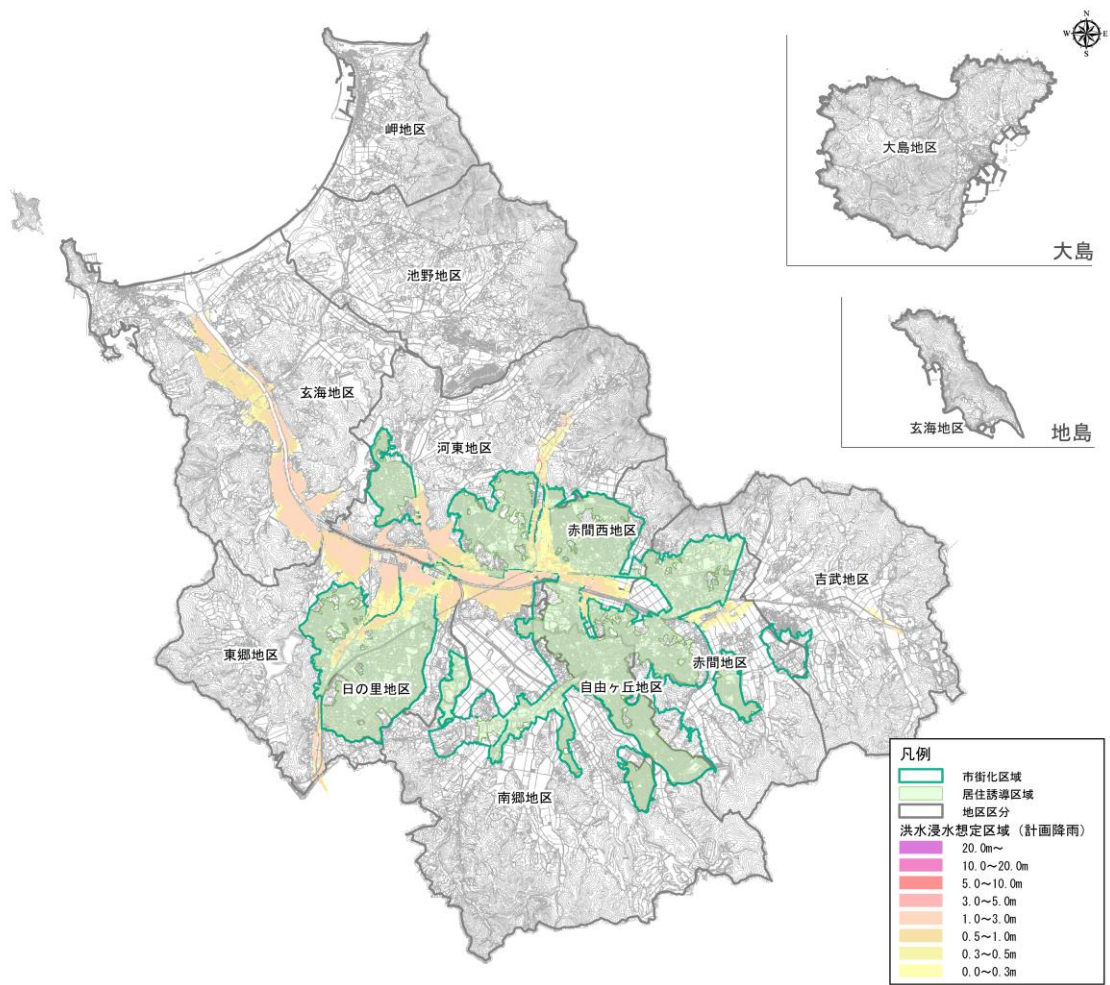 N
W
E
S
岬地区
大島地区
大島
池野地区
玄海地区
地島
玄海地区
河東地区
赤間西地区
吉武地区
東郷地区
日の里地区
自由ヶ丘地区
赤間地区
南郷地区
凡例
市街化区域
居住誘導区域
地区区分
洪水浸水想定区域（計画降雨）
20.0m～
10.0～20.0m
5.0～10.0m
3.0～5.0m
1.0～3.0m
0.5～1.0m
0.3～0.5m
0.0～0.3m